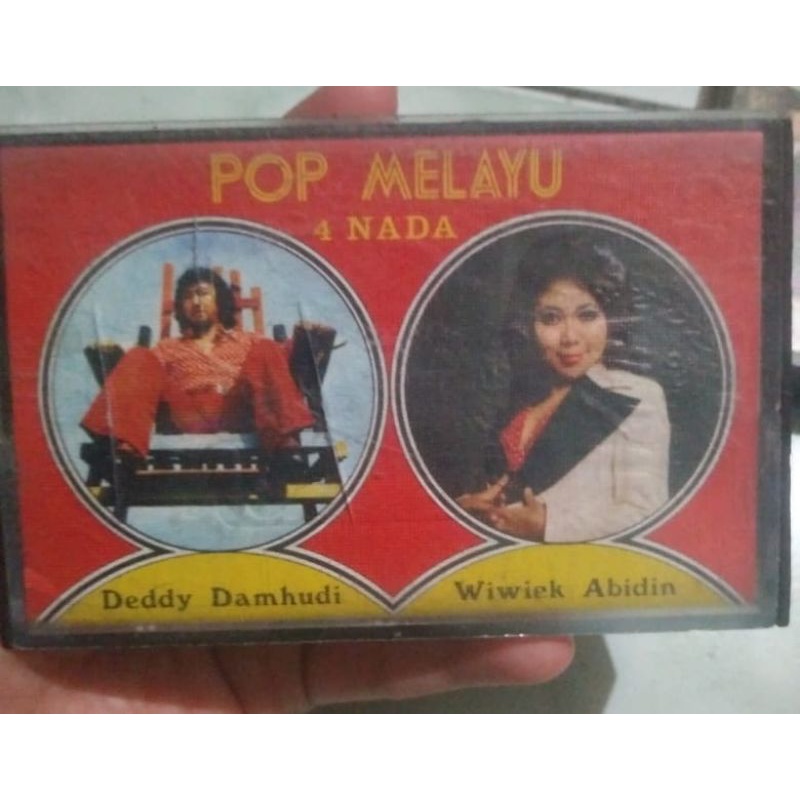 POP MELAYU
4 NADA
Deddy Damhudi
Wiwiek Abidin